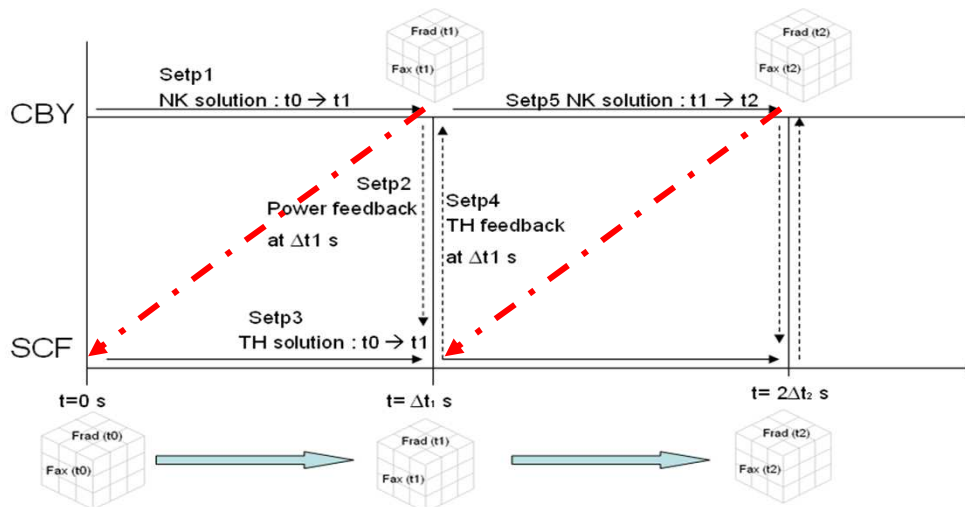 Frad (t1)
Fax (t1)
Frad (t2)
Fax (t2)
Setp1
NK solution : t0 → t1
CBY
Setp5 NK solution : t1 → t2
Setp2
Power feedback
at Δt1 s
Setp4
TH feedback
at Δt1 s
Setp3
TH solution : t0 → t1
SCF
t=0 s
t= Δt₁ s
t= 2Δt₂ s
Frad (t0)
Fax (t0)
Frad (t1)
Fax (t1)
Frad (t2)
Fax (t2)